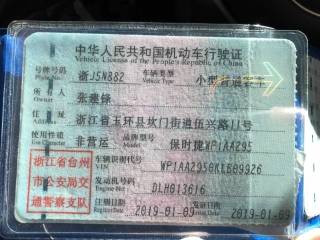 中华人民共和国机动车行驶证
Vehicle License of the People's Republic of China
号牌号码 浙J5N882 车辆类型 小型普通客车
Plate No. Vehicle Type
所有人
Owner
住址 浙江省玉环县坎门街道伍兴路11号
Address
使用性质 非营运 品牌型号 保时捷WP1AA295
Use Character Model
浙江省台州
市公安局交
通警察支队
车辆识别代号
VIN
发动机号码 DLH013616
Engine No.
注册日期 2019-01-09 发证日期 2019-01-09
Register Date Issue Date